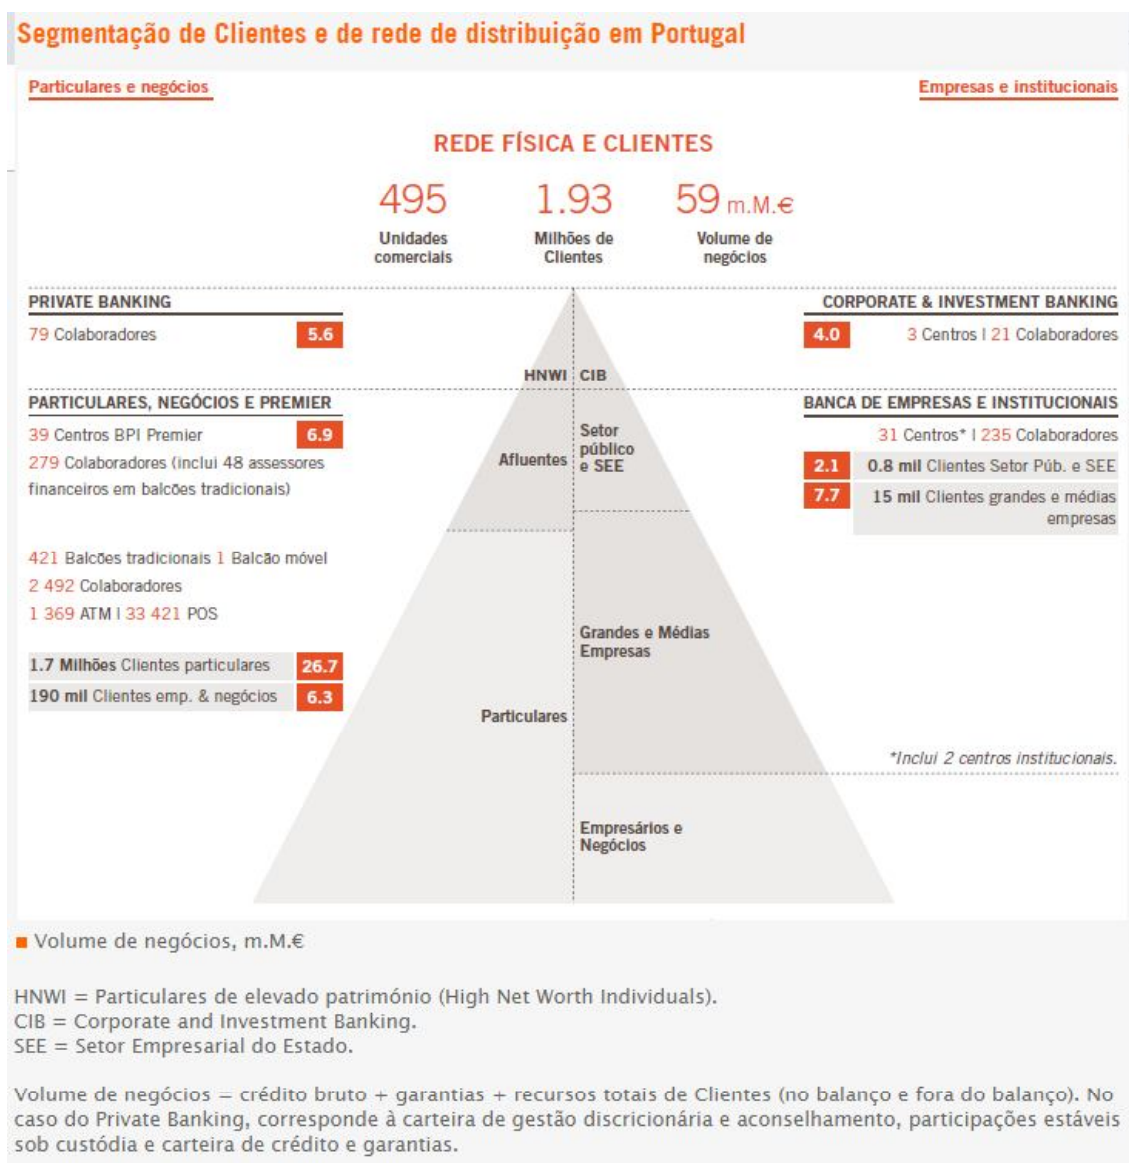 Segmentação de Clientes e de rede de distribuição em Portugal
Particulares e negócios
Empresas e institucionais
REDE FÍSICA E CLIENTES
495
Unidades
comerciais
1.93
Milhões de
Clientes
59 m.M.€
Volume de
negócios
PRIVATE BANKING
79 Colaboradores
5.6
CORPORATE & INVESTMENT BANKING
4.0
3 Centros | 21 Colaboradores
HNWI
CIB
PARTICULARES, NEGÓCIOS E PREMIER
39 Centros BPI Premier
6.9
279 Colaboradores (inclui 48 assessores
financeiros em balcões tradicionais)
421 Balcões tradicionais 1 Balcão móvel
2 492 Colaboradores
1 369 ATM | 33 421 POS
1.7 Milhões Clientes particulares
26.7
190 mil Clientes emp. & negócios
6.3
BANCA DE EMPRESAS E INSTITUCIONAIS
31 Centros* | 235 Colaboradores
2.1
0.8 mil Clientes Setor Púb. e SEE
7.7
15 mil Clientes grandes e médias
empresas
Afluentes
Setor
público
e SEE
Grandes e Médias
Empresas
Particulares
*Inclui 2 centros institucionais.
Empresários e
Negócios
Volume de negócios, m.M.€
HNWI = Particulares de elevado património (High Net Worth Individuals).
CIB = Corporate and Investment Banking.
SEE = Setor Empresarial do Estado.
Volume de negócios = crédito bruto + garantias + recursos totais de Clientes (no balanço e fora do balanço). No
caso do Private Banking, corresponde à carteira de gestão discricionária e aconselhamento, participações estáveis
sob custódia e carteira de crédito e garantias.